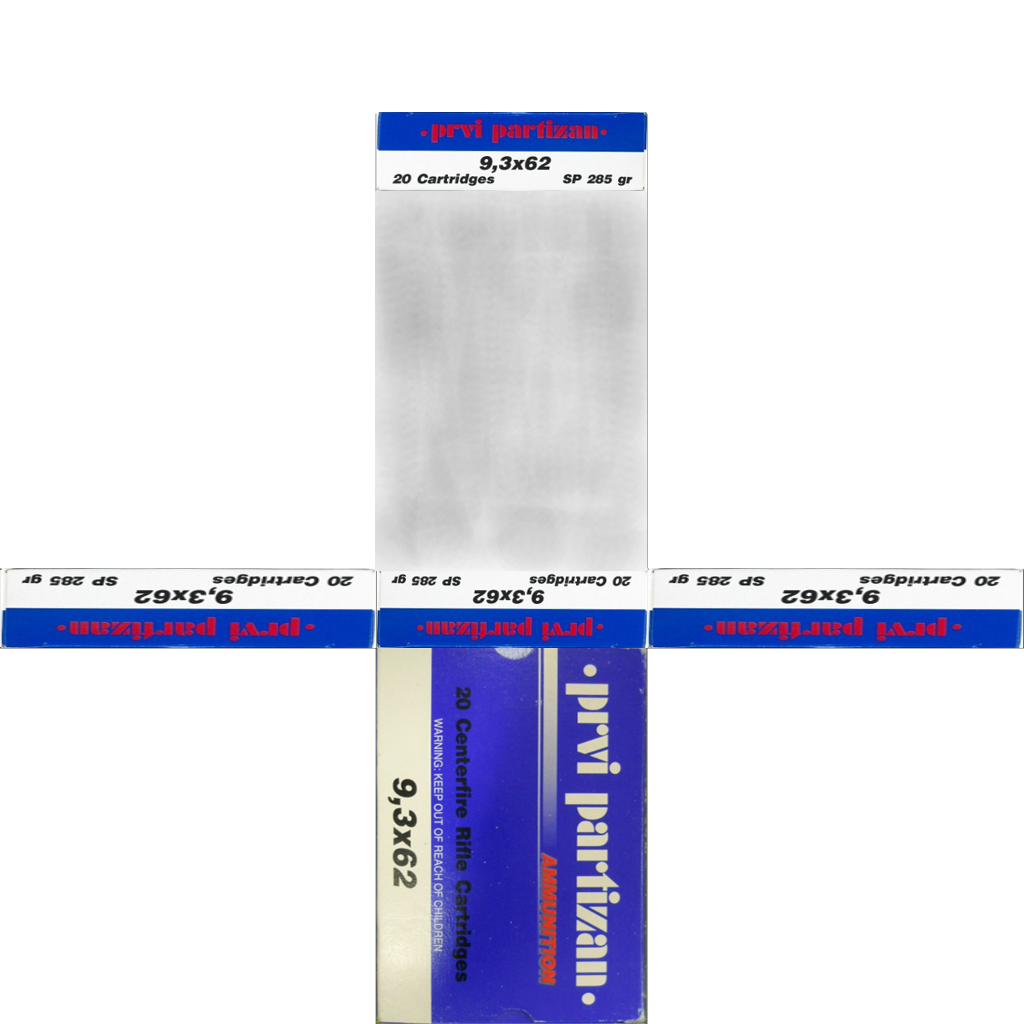 ·prvi partizan·
9,3x62
20 Cartridges SP 285 gr
20 Cartridges SP 285 gr
9,3x62
·prvi partizan·
20 Cartridges SP 285 gr
9,3x62
·prvi partizan·
20 Cartridges SP 285 gr
9,3x62
·prvi partizan·
·prvi partizan·
AMMUNITION
20 Centerfire Rifle Cartridges
WARNING: KEEP OUT OF REACH OF CHILDREN
9,3x62